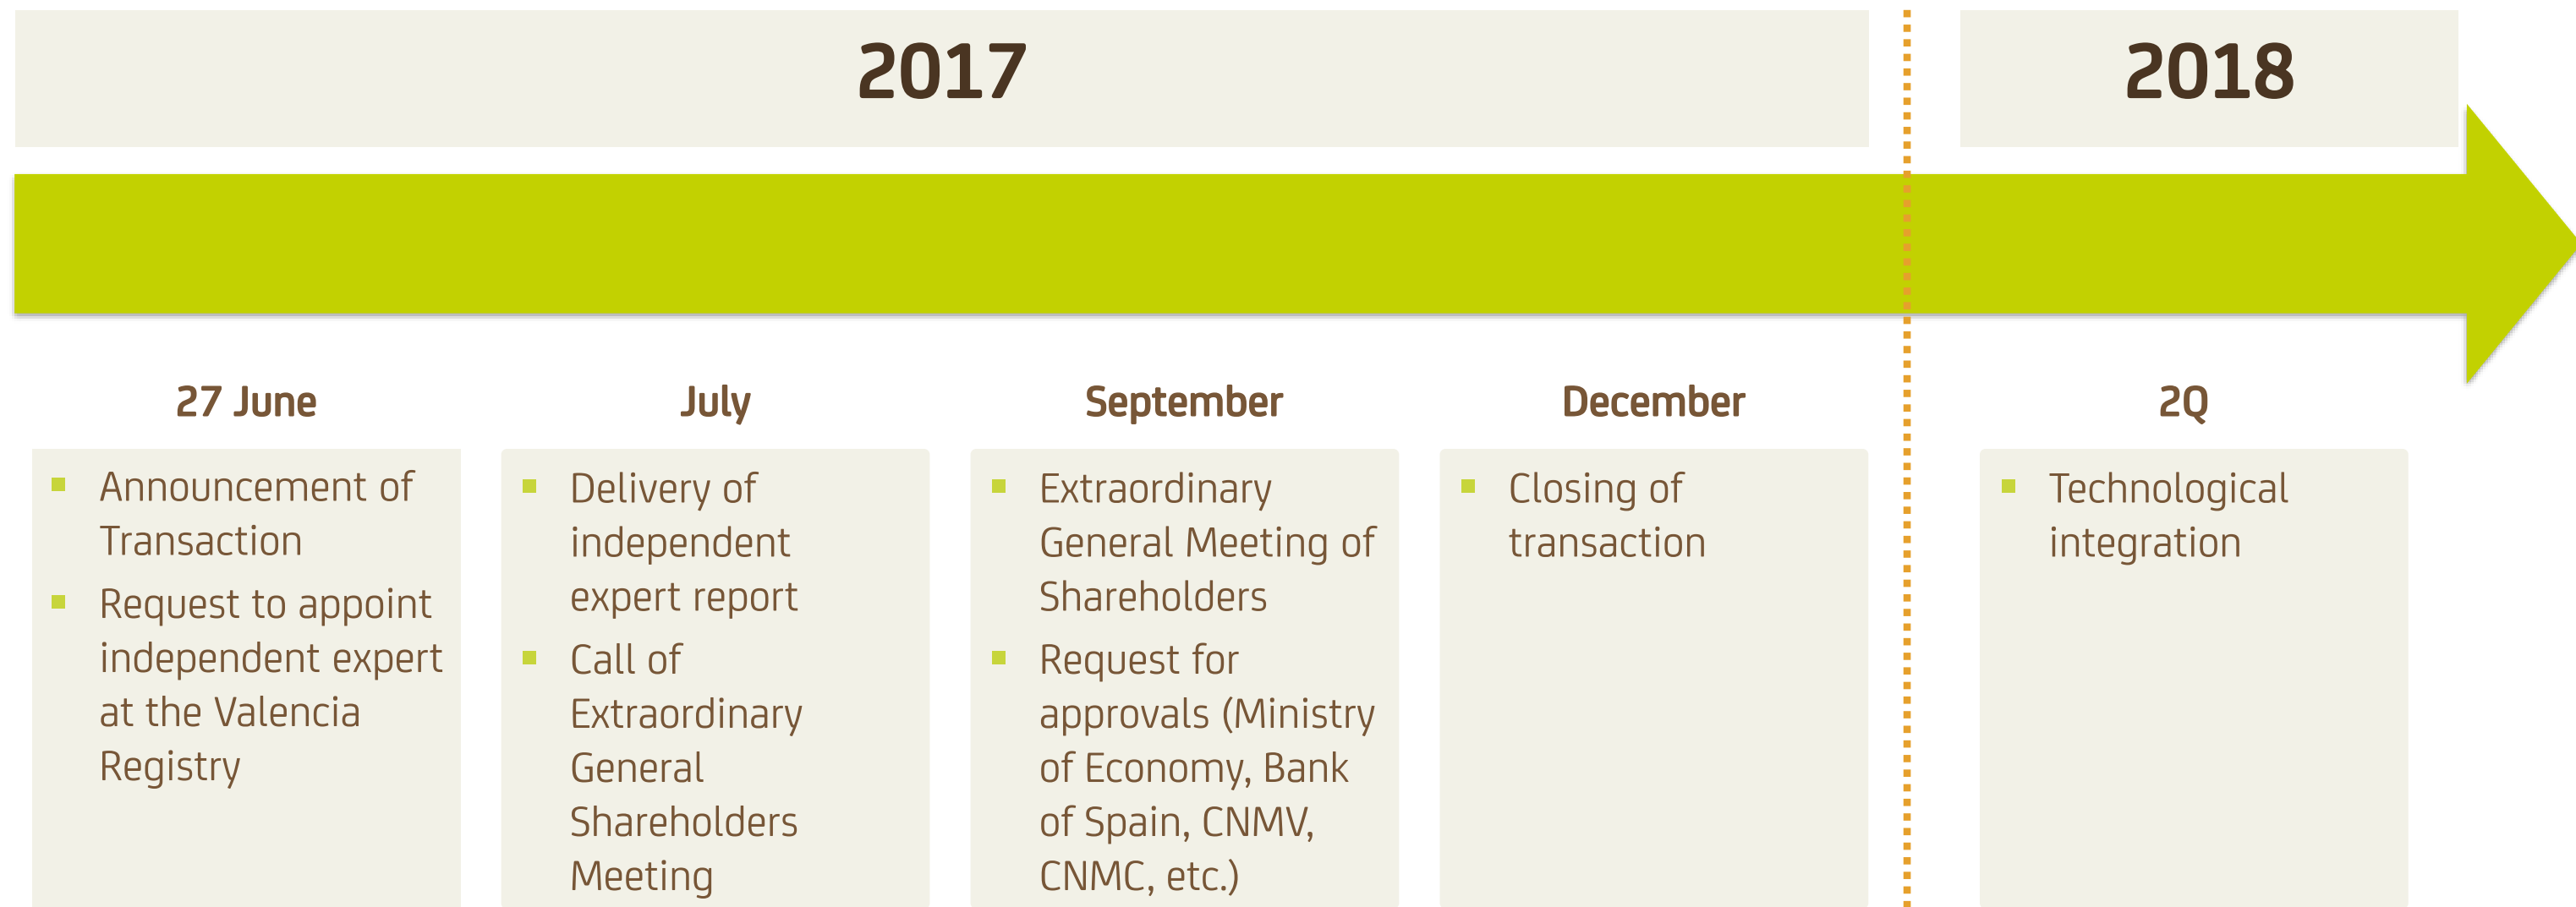 2017
2018
27 June
Announcement of
Transaction
Request to appoint
independent expert
at the Valencia
Registry
July
Delivery of
independent
expert report
Call of
Extraordinary
General
Shareholders
Meeting
September
Extraordinary
General Meeting of
Shareholders
Request for
approvals (Ministry
of Economy, Bank
of Spain, CNMV,
CNMC, etc.)
December
Closing of
transaction
2Q
Technological
integration